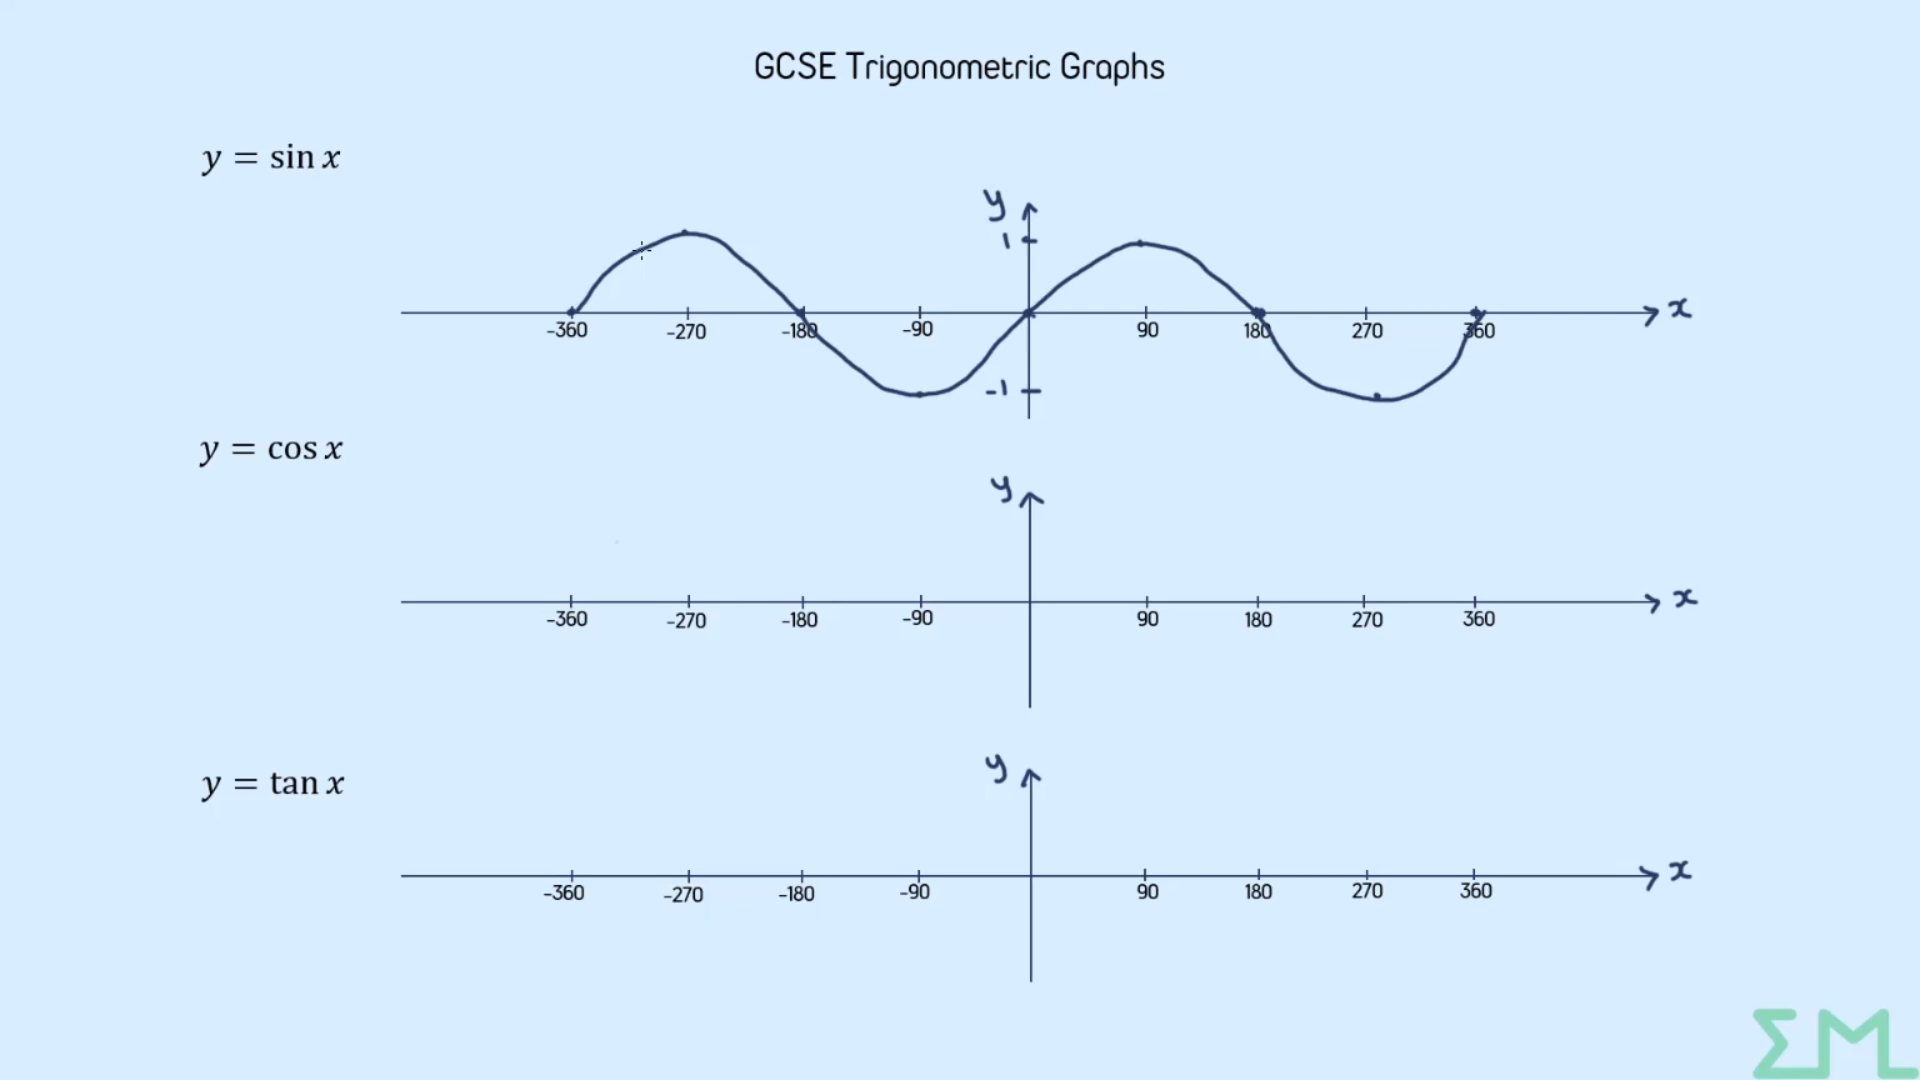 GCSE Trigonometric Graphs
y = sin x
y
1
-360 -270 -180 -90 90 180 270 360 x
-1
y = cos x
y
-360 -270 -180 -90 90 180 270 360 x
y = tan x
y
-360 -270 -180 -90 90 180 270 360 x
ΣM